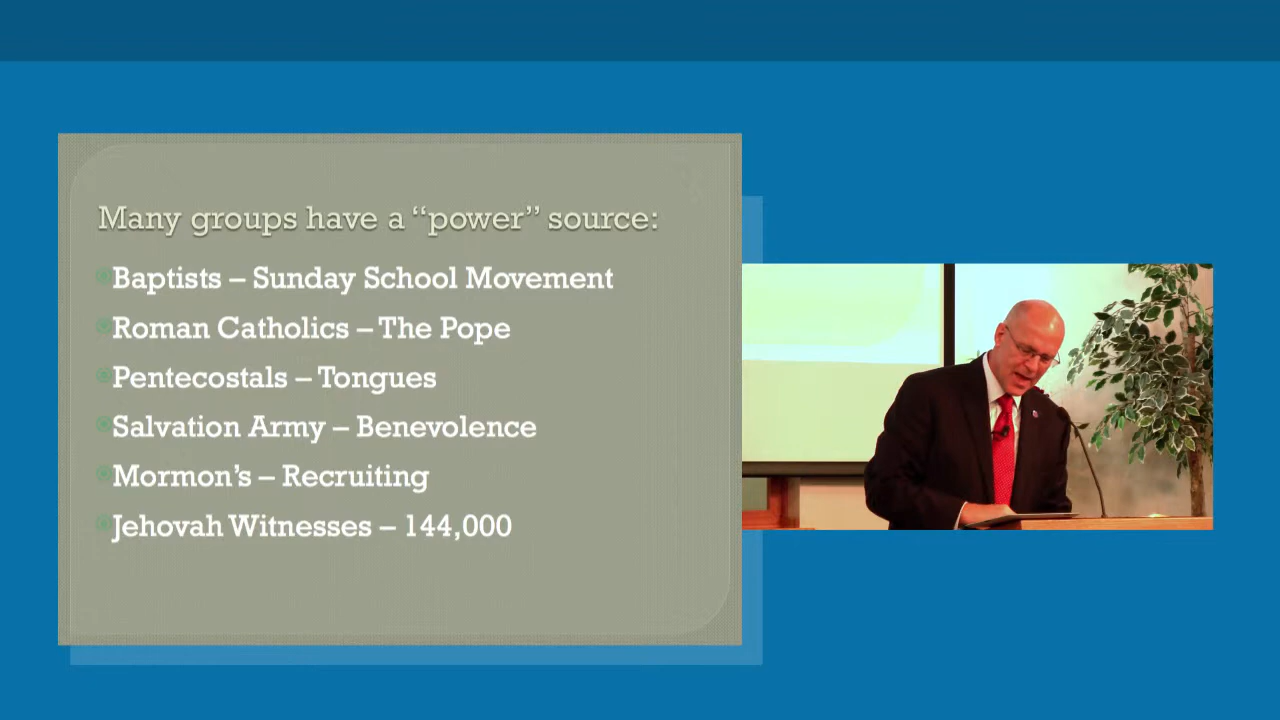 Many groups have a “power” source:
Baptists – Sunday School Movement
Roman Catholics – The Pope
Pentecostals – Tongues
Salvation Army – Benevolence
Mormon’s – Recruiting
Jehovah Witnesses – 144,000